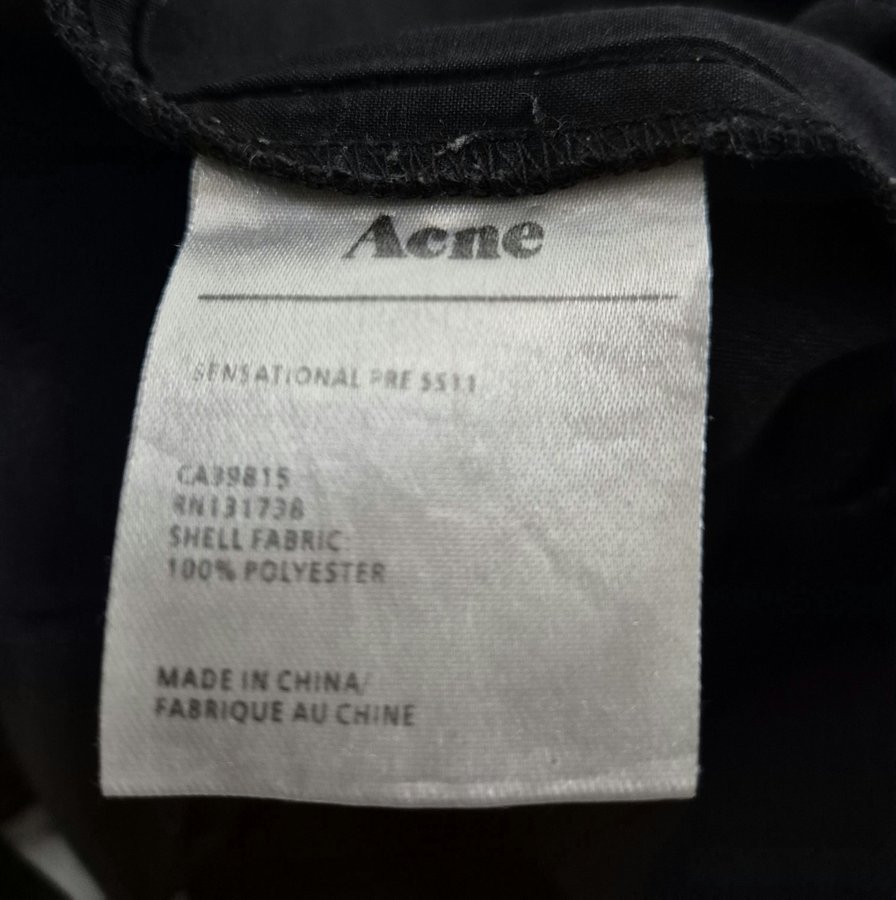 Acne
SENSATIONAL PRE SS11
CA39815
RN131738
SHELL FABRIC
100% POLYESTER
MADE IN CHINA/
FABRIQUE AU CHINE